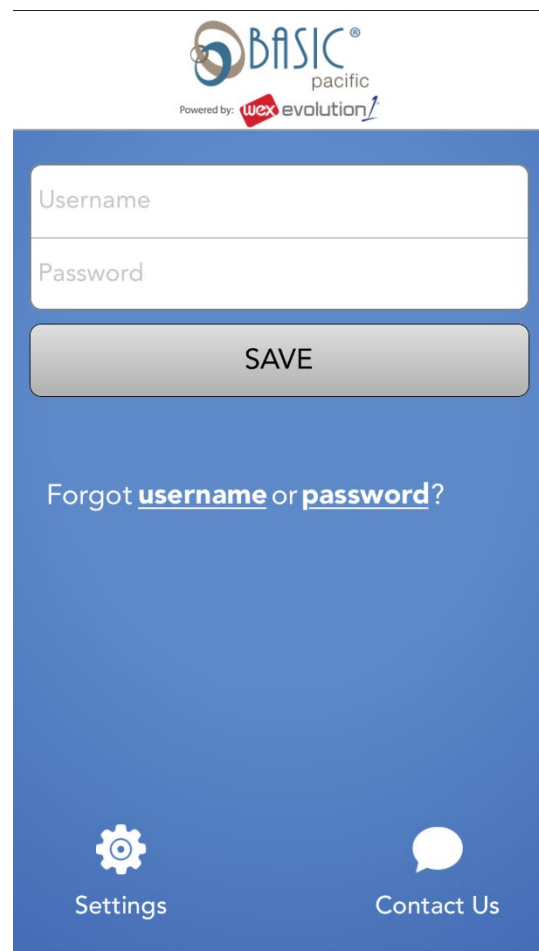 BASIC®
pacific
Powered by: wex evolution1
Username
Password
SAVE
Forgot username or password?
Settings
Contact Us